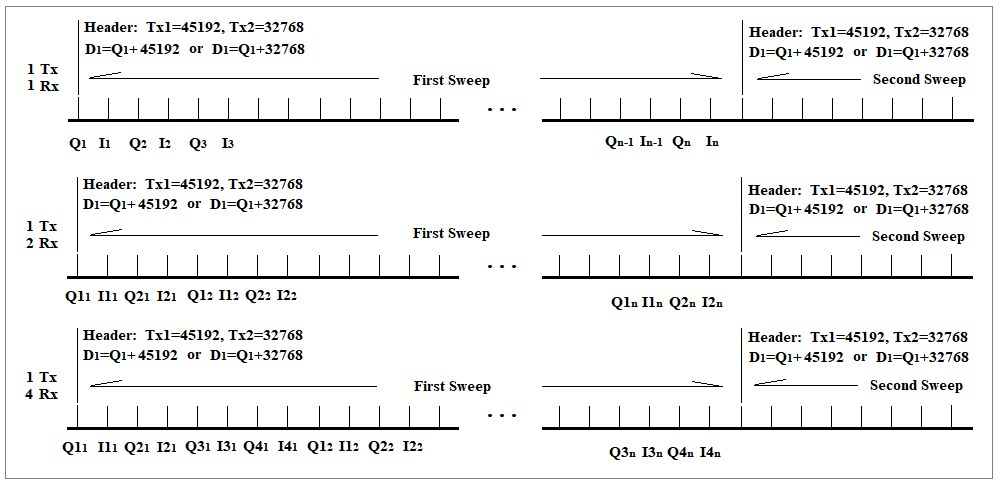 Header: Tx1=45192, Tx2=32768
D1=Q1+45192 or D1=Q1+32768
Header: Tx1=45192, Tx2=32768
D1=Q1+45192 or D1=Q1+32768
1 Tx
1 Rx
First Sweep
Second Sweep
. . .
Q1 I1 Q2 I2 Q3 I3
Qn-1 In-1 Qn In
Header: Tx1=45192, Tx2=32768
D1=Q1+45192 or D1=Q1+32768
Header: Tx1=45192, Tx2=32768
D1=Q1+45192 or D1=Q1+32768
1 Tx
2 Rx
First Sweep
Second Sweep
. . .
Q11 I11 Q21 I21 Q12 I12 Q22 I22
Q1n I1n Q2n I2n
Header: Tx1=45192, Tx2=32768
D1=Q1+45192 or D1=Q1+32768
Header: Tx1=45192, Tx2=32768
D1=Q1+45192 or D1=Q1+32768
1 Tx
4 Rx
First Sweep
Second Sweep
. . .
Q11 I11 Q21 I21 Q31 I31 Q41 I41 Q12 I12 Q22 I22
Q3n I3n Q4n I4n